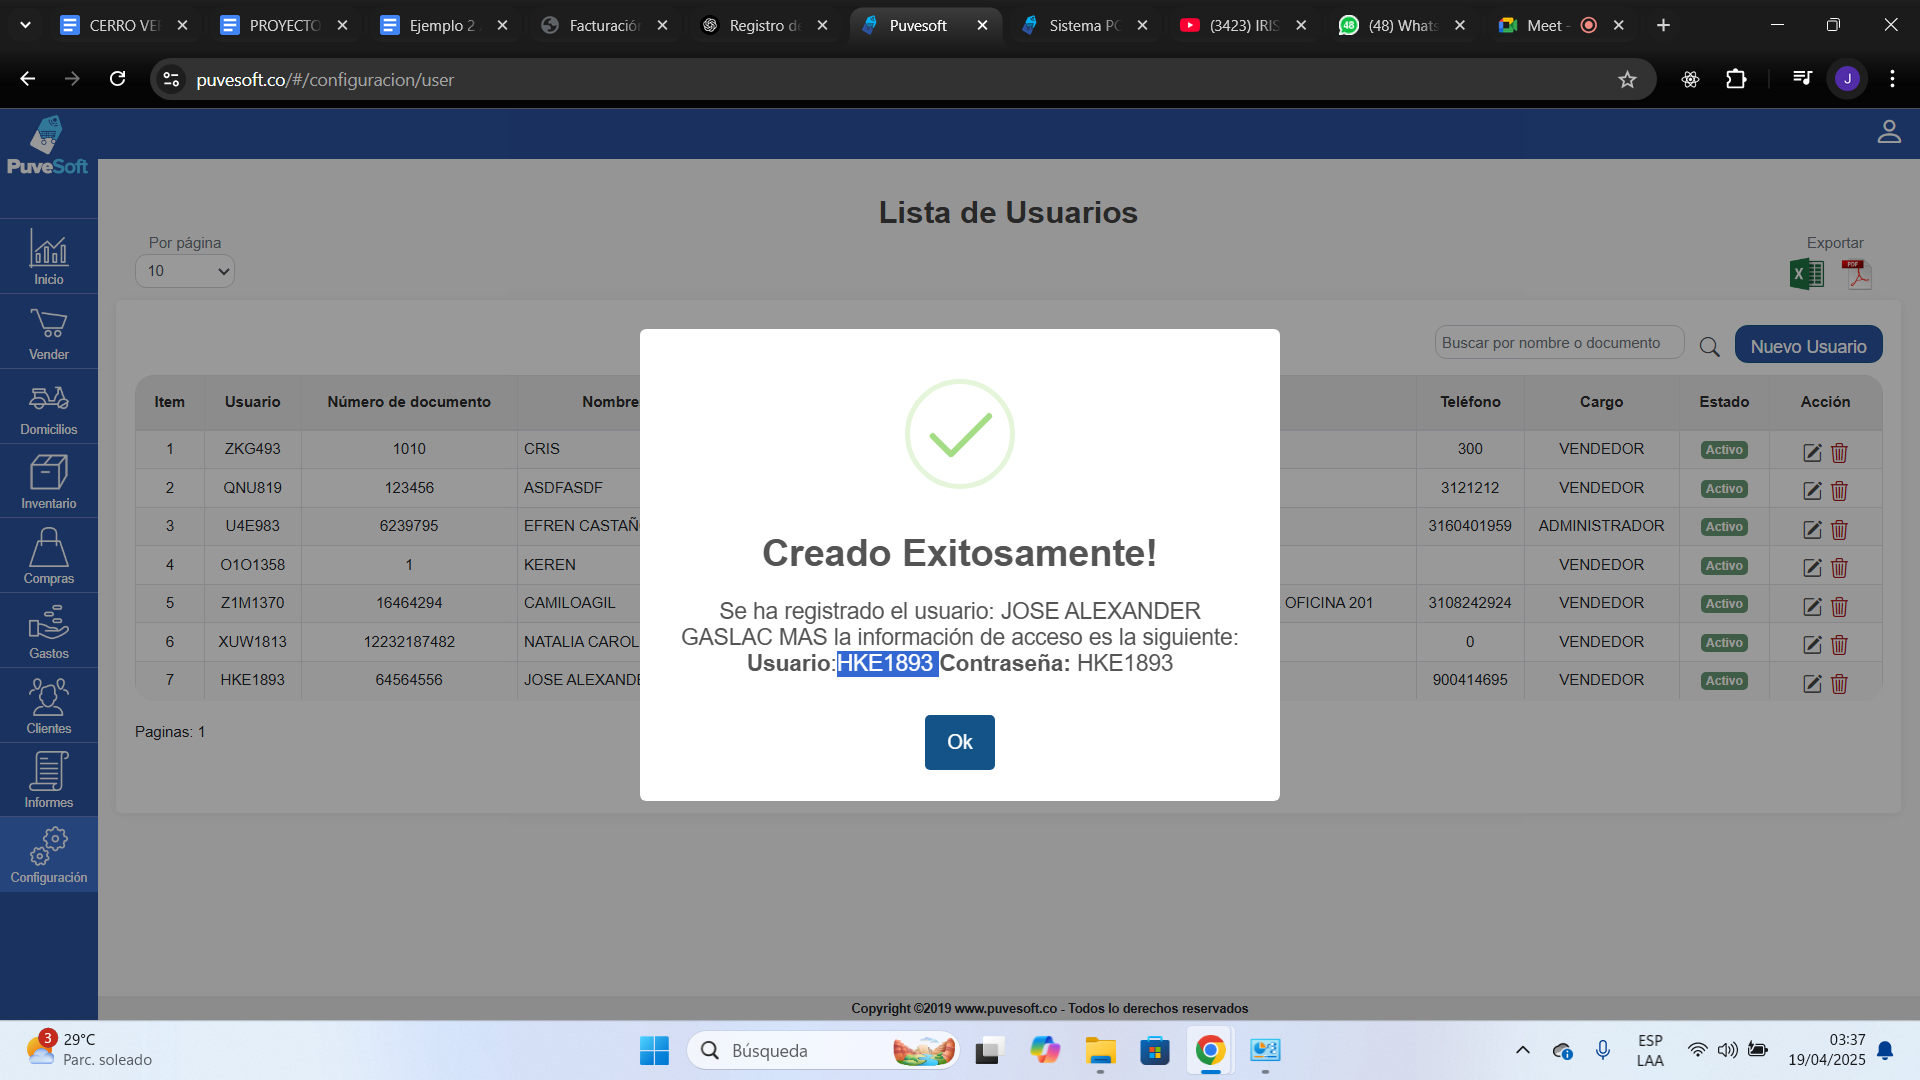 CERRO VE
PROYECTO
Ejemplo 2
Facturació
Registro de
Puvesoft
Sistema PO
(3423) IRIS
48
(48) Whats
Meet -
puvesoft.co/#/configuracion/user
J
PuveSoft
Lista de Usuarios
Por página
10
Exportar
X
PDF
Inicio
Vender
Domicilios
Inventario
Compras
Gastos
Clientes
Informes
Configuración
Buscar por nombre o documento
Nuevo Usuario
Item Usuario Número de documento Nombre Teléfono Cargo Estado Acción
1 ZKG493 1010 CRIS 300 VENDEDOR Activo
2 QNU819 123456 ASDFASDF 3121212 VENDEDOR Activo
3 U4E983 6239795 EFREN CASTAÑ 3160401959 ADMINISTRADOR Activo
4 O1O1358 1 KEREN VENDEDOR Activo
5 Z1M1370 16464294 CAMILOAGIL OFICINA 201 3108242924 VENDEDOR Activo
6 XUW1813 12232187482 NATALIA CAROL 0 VENDEDOR Activo
7 HKE1893 64564556 JOSE ALEXANDE 900414695 VENDEDOR Activo
Paginas: 1
Creado Exitosamente!
Se ha registrado el usuario: JOSE ALEXANDER
GASLAC MAS la información de acceso es la siguiente:
Usuario:HKE1893 Contraseña: HKE1893
Ok
Copyright ©2019 www.puvesoft.co - Todos lo derechos reservados
3
29°C
Parc. soleado
Búsqueda
ESP
LAA
03:37
19/04/2025